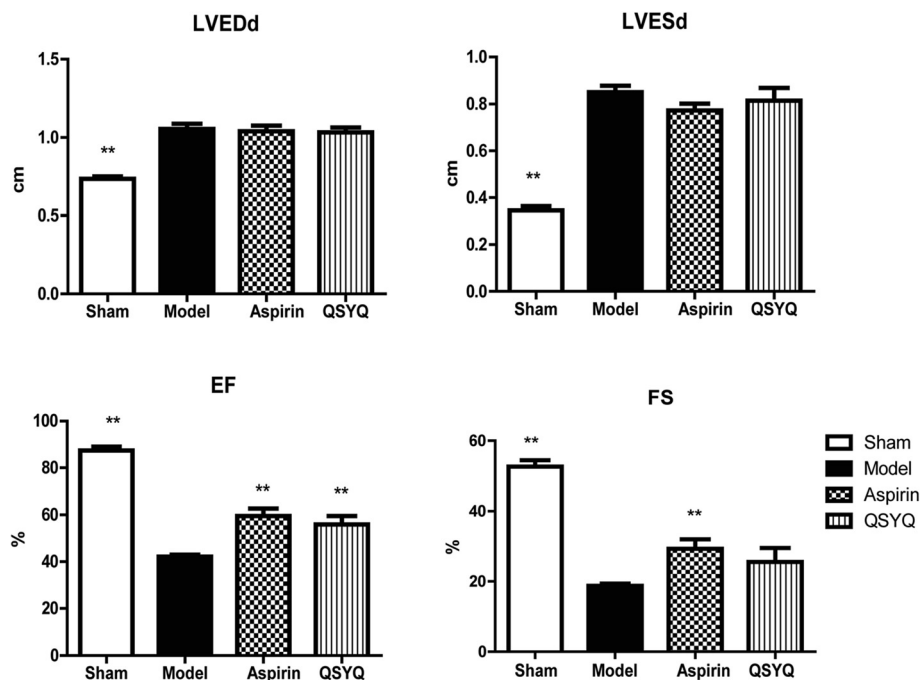 LVEDd
1.5
1.0
0.5
0.0
cm
**
Sham Model Aspirin QSYQ
LVESd
1.0
0.8
0.6
0.4
0.2
0.0
cm
**
Sham Model Aspirin QSYQ
EF
100
80
60
40
20
0
%
**
** **
Sham Model Aspirin QSYQ
FS
60
40
20
0
%
**
**
Sham Model Aspirin QSYQ
Sham
Model
Aspirin
QSYQ